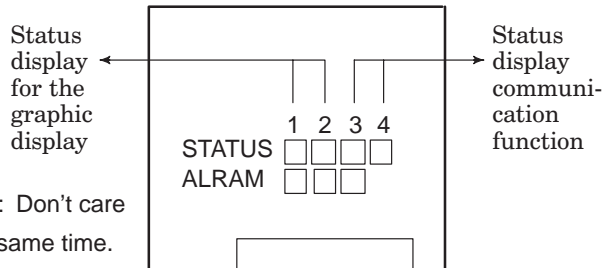 Status
display
for the
graphic
display
Status
display
communi-
cation
function
1 2 3 4
STATUS
ALRAM
: Don't care
same time.